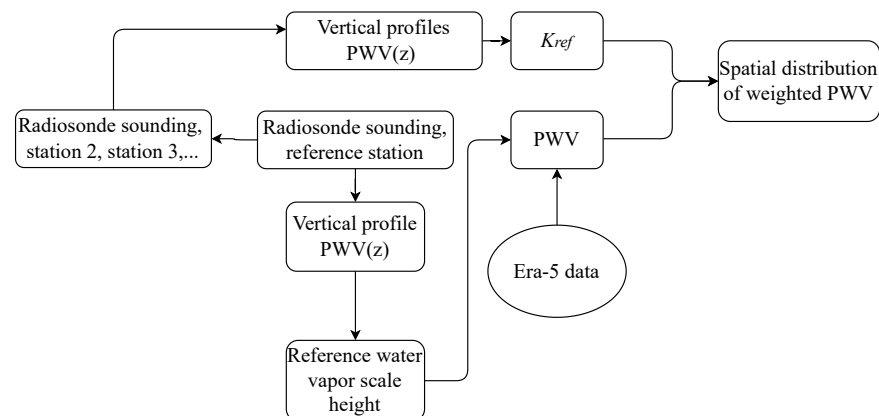 Vertical profiles
PWV(z)
Kref
Spatial distribution
of weighted PWV
Radiosonde sounding,
station 2, station 3,...
Radiosonde sounding,
reference station
PWV
Vertical profile
PWV(z)
Era-5 data
Reference water
vapor scale
height